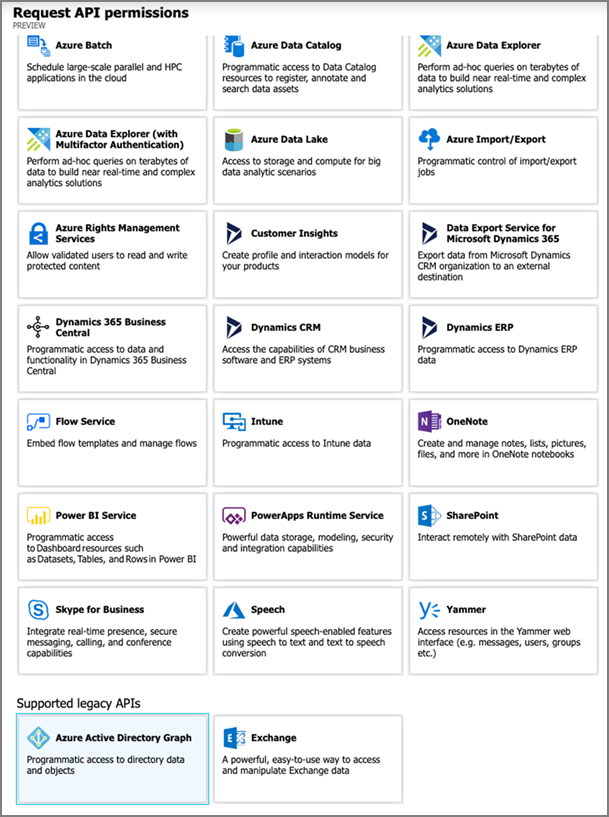 Request API permissions
PREVIEW
Azure Batch
Schedule large-scale parallel and HPC
applications in the cloud
Azure Data Catalog
Programmatic access to Data Catalog
resources to register, annotate and
search data assets
Azure Data Explorer
Perform ad-hoc queries on terabytes of
data to build near real-time and complex
analytics solutions
Azure Data Explorer (with
Multifactor Authentication)
Perform ad-hoc queries on terabytes of
data to build near real-time and complex
analytics solutions
Azure Data Lake
Access to storage and compute for big
data analytic scenarios
Azure Import/Export
Programmatic control of import/export
jobs
Azure Rights Management
Services
Allow validated users to read and write
protected content
Customer Insights
Create profile and interaction models for
your products
Data Export Service for
Microsoft Dynamics 365
Export data from Microsoft Dynamics
CRM organization to an external
destination
Dynamics 365 Business
Central
Programmatic access to data and
functionality in Dynamics 365 Business
Central
Dynamics CRM
Access the capabilities of CRM business
software and ERP systems
Dynamics ERP
Programmatic access to Dynamics ERP
data
Flow Service
Embed flow templates and manage flows
Intune
Programmatic access to Intune data
OneNote
Create and manage notes, lists, pictures,
files, and more in OneNote notebooks
Power BI Service
Programmatic access
to Dashboard resources such
as Datasets, Tables, and Rows in Power BI
PowerApps Runtime Service
Powerful data storage, modeling, security
and integration capabilities
SharePoint
Interact remotely with SharePoint data
Skype for Business
Integrate real-time presence, secure
messaging, calling, and conference
capabilities
Speech
Create powerful speech-enabled features
using speech to text and text to speech
conversion
Yammer
Access resources in the Yammer web
interface (e.g. messages, users, groups
etc.)
Supported legacy APIs
Azure Active Directory Graph
Programmatic access to directory data
and objects
Exchange
A powerful, easy-to-use way to access
and manipulate Exchange data